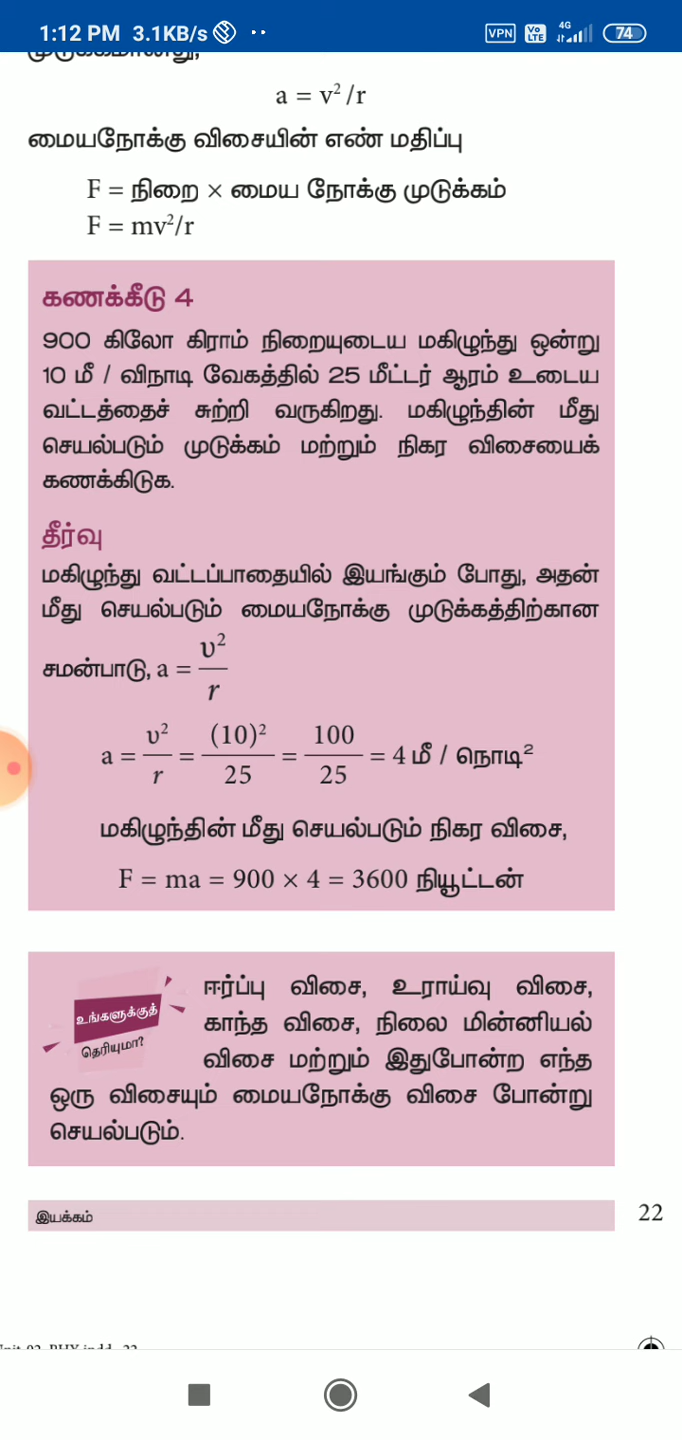 1:12 PM 3.1KB/s
VPN Vo LTE 4G 74
முடுக்கமானது,
a = v²/r
மையநோக்கு விசையின் எண் மதிப்பு
F = நிறை × மைய நோக்கு முடுக்கம்
F = mv²/r
கணக்கீடு 4
900 கிலோ கிராம் நிறையுடைய மகிழுந்து ஒன்று
10 மீ / விநாடி வேகத்தில் 25 மீட்டர் ஆரம் உடைய
வட்டத்தைச் சுற்றி வருகிறது. மகிழுந்தின் மீது
செயல்படும் முடுக்கம் மற்றும் நிகர விசையைக்
கணக்கிடுக.
தீர்வு
மகிழுந்து வட்டப்பாதையில் இயங்கும் போது, அதன்
மீது செயல்படும் மையநோக்கு முடுக்கத்திற்கான
சமன்பாடு, a = υ²/r
a = υ²/r = (10)²/25 = 100/25 = 4 மீ / நொடி²
மகிழுந்தின் மீது செயல்படும் நிகர விசை,
F = ma = 900 × 4 = 3600 நியூட்டன்
உங்களுக்குத்
தெரியுமா?
ஈர்ப்பு விசை, உராய்வு விசை,
காந்த விசை, நிலை மின்னியல்
விசை மற்றும் இதுபோன்ற எந்த
ஒரு விசையும் மையநோக்கு விசை போன்று
செயல்படும்.
இயக்கம் 22